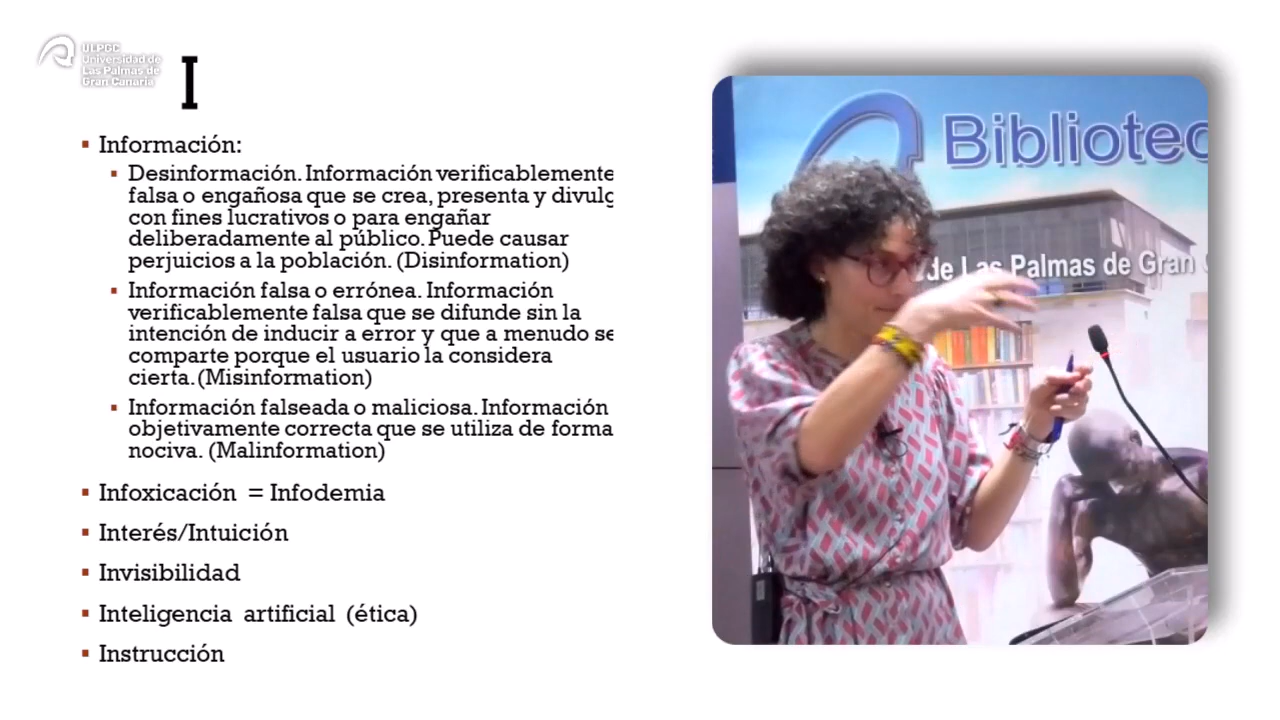 ULPGC
Universidad de
Las Palmas de
Gran Canaria
I
Información:
Desinformación. Información verificablemente
falsa o engañosa que se crea, presenta y divulg
con fines lucrativos o para engañar
deliberadamente al público. Puede causar
perjuicios a la población. (Disinformation)
Información falsa o errónea. Información
verificablemente falsa que se difunde sin la
intención de inducir a error y que a menudo se
comparte porque el usuario la considera
cierta. (Misinformation)
Información falseada o maliciosa. Información
objetivamente correcta que se utiliza de forma
nociva. (Malinformation)
Infoxicación = Infodemia
Interés/Intuición
Invisibilidad
Inteligencia artificial (ética)
Instrucción
Bibliotec
de Las Palmas de Gran